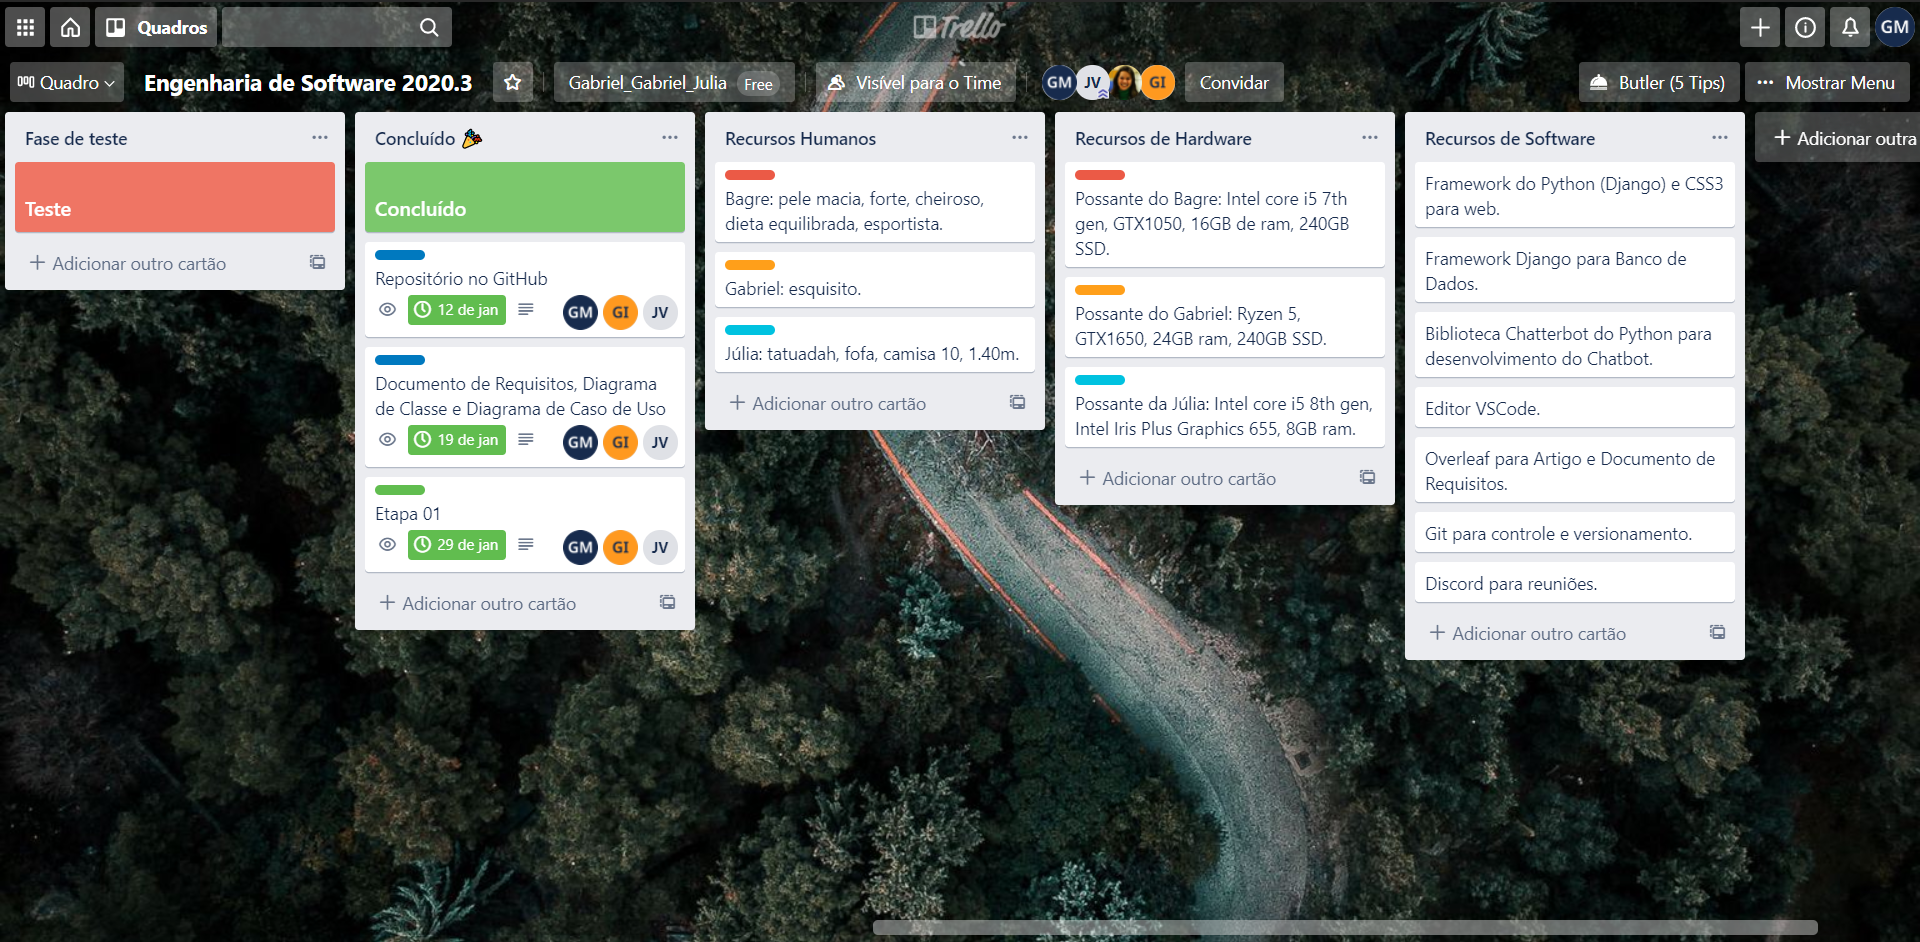 Quadros
Trello
GM
Quadro
Engenharia de Software 2020.3
Gabriel_Gabriel_Julia Free
Visível para o Time
GM JV GI
Convidar
Butler (5 Tips)
Mostrar Menu
Fase de teste
Teste
Adicionar outro cartão
Concluído
Concluído
Repositório no GitHub
12 de jan
GM GI JV
Documento de Requisitos, Diagrama
de Classe e Diagrama de Caso de Uso
19 de jan
GM GI JV
Etapa 01
29 de jan
GM GI JV
Adicionar outro cartão
Recursos Humanos
Bagre: pele macia, forte, cheiroso,
dieta equilibrada, esportista.
Gabriel: esquisito.
Júlia: tatuadah, fofa, camisa 10, 1.40m.
Adicionar outro cartão
Recursos de Hardware
Possante do Bagre: Intel core i5 7th
gen, GTX1050, 16GB de ram, 240GB
SSD.
Possante do Gabriel: Ryzen 5,
GTX1650, 24GB ram, 240GB SSD.
Possante da Júlia: Intel core i5 8th gen,
Intel Iris Plus Graphics 655, 8GB ram.
Adicionar outro cartão
Recursos de Software
Framework do Python (Django) e CSS3
para web.
Framework Django para Banco de
Dados.
Biblioteca Chatterbot do Python para
desenvolvimento do Chatbot.
Editor VSCode.
Overleaf para Artigo e Documento de
Requisitos.
Git para controle e versionamento.
Discord para reuniões.
Adicionar outro cartão
Adicionar outra